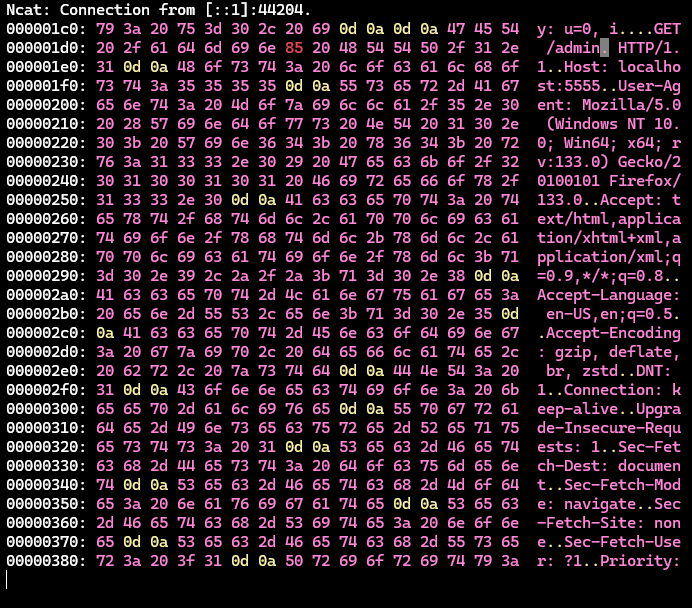 Ncat: Connection from [::1]:44204.
000001c0: 79 3a 20 75 3d 30 2c 20 69 0d 0a 0d 0a 47 45 54  y: u=0, i....GET
000001d0: 20 2f 61 64 6d 69 6e 85 20 48 54 54 50 2f 31 2e   /admin. HTTP/1.
000001e0: 31 0d 0a 48 6f 73 74 3a 20 6c 6f 63 61 6c 68 6f  1..Host: localho
000001f0: 73 74 3a 35 35 35 35 0d 0a 55 73 65 72 2d 41 67  st:5555..User-Ag
00000200: 65 6e 74 3a 20 4d 6f 7a 69 6c 6c 61 2f 35 2e 30  ent: Mozilla/5.0
00000210: 20 28 57 69 6e 64 6f 77 73 20 4e 54 20 31 30 2e   (Windows NT 10.
00000220: 30 3b 20 57 69 6e 36 34 3b 20 78 36 34 3b 20 72  0; Win64; x64; r
00000230: 76 3a 31 33 33 2e 30 29 20 47 65 63 6b 6f 2f 32  v:133.0) Gecko/2
00000240: 30 31 30 30 31 30 31 20 46 69 72 65 66 6f 78 2f  0100101 Firefox/
00000250: 31 33 33 2e 30 0d 0a 41 63 63 65 70 74 3a 20 74  133.0..Accept: t
00000260: 65 78 74 2f 68 74 6d 6c 2c 61 70 70 6c 69 63 61  ext/html,applica
00000270: 74 69 6f 6e 2f 78 68 74 6d 6c 2b 78 6d 6c 2c 61  tion/xhtml+xml,a
00000280: 70 70 6c 69 63 61 74 69 6f 6e 2f 78 6d 6c 3b 71  pplication/xml;q
00000290: 3d 30 2e 39 2c 2a 2f 2a 3b 71 3d 30 2e 38 0d 0a  =0.9,*/*;q=0.8..
000002a0: 41 63 63 65 70 74 2d 4c 61 6e 67 75 61 67 65 3a  Accept-Language:
000002b0: 20 65 6e 2d 55 53 2c 65 6e 3b 71 3d 30 2e 35 0d   en-US,en;q=0.5.
000002c0: 0a 41 63 63 65 70 74 2d 45 6e 63 6f 64 69 6e 67  .Accept-Encoding
000002d0: 3a 20 67 7a 69 70 2c 20 64 65 66 6c 61 74 65 2c  : gzip, deflate,
000002e0: 20 62 72 2c 20 7a 73 74 64 0d 0a 44 4e 54 3a 20   br, zstd..DNT: 
000002f0: 31 0d 0a 43 6f 6e 6e 65 63 74 69 6f 6e 3a 20 6b  1..Connection: k
00000300: 65 65 70 2d 61 6c 69 76 65 0d 0a 55 70 67 72 61  eep-alive..Upgra
00000310: 64 65 2d 49 6e 73 65 63 75 72 65 2d 52 65 71 75  de-Insecure-Requ
00000320: 65 73 74 73 3a 20 31 0d 0a 53 65 63 2d 46 65 74  ests: 1..Sec-Fet
00000330: 63 68 2d 44 65 73 74 3a 20 64 6f 63 75 6d 65 6e  ch-Dest: documen
00000340: 74 0d 0a 53 65 63 2d 46 65 74 63 68 2d 4d 6f 64  t..Sec-Fetch-Mod
00000350: 65 3a 20 6e 61 76 69 67 61 74 65 0d 0a 53 65 63  e: navigate..Sec
00000360: 2d 46 65 74 63 68 2d 53 69 74 65 3a 20 6e 6f 6e  -Fetch-Site: non
00000370: 65 0d 0a 53 65 63 2d 46 65 74 63 68 2d 55 73 65  e..Sec-Fetch-Use
00000380: 72 3a 20 3f 31 0d 0a 50 72 69 6f 72 69 74 79 3a  r: ?1..Priority: